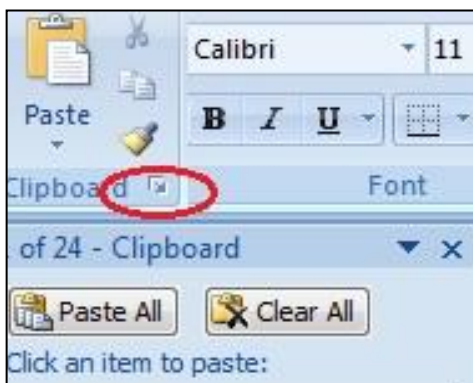 Calibri 11
Paste B I U
Clipboard Font
of 24 - Clipboard
Paste All Clear All
Click an item to paste: